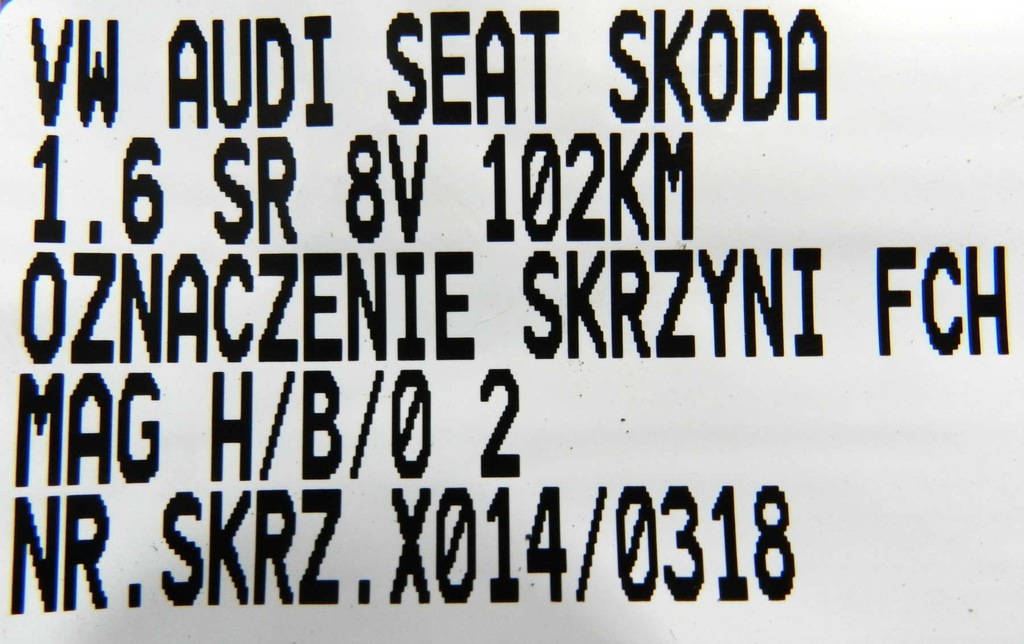 VW AUDI SEAT SKODA
1.6 SR 8V 102KM
OZNACZENIE SKRZYNI FCH
MAG H/B/0 2
NR.SKRZ.X014/0318